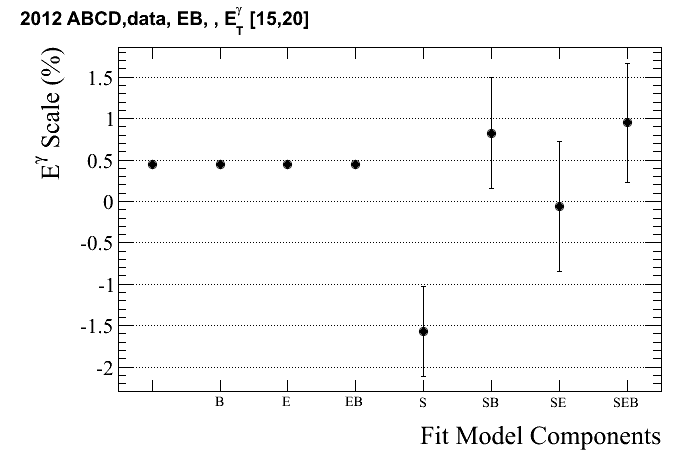 2012 ABCD,data, EB, , E_T^γ [15,20]
E^γ Scale (%)
1.5
1
0.5
0
-0.5
-1
-1.5
-2
B E EB S SB SE SEB
Fit Model Components